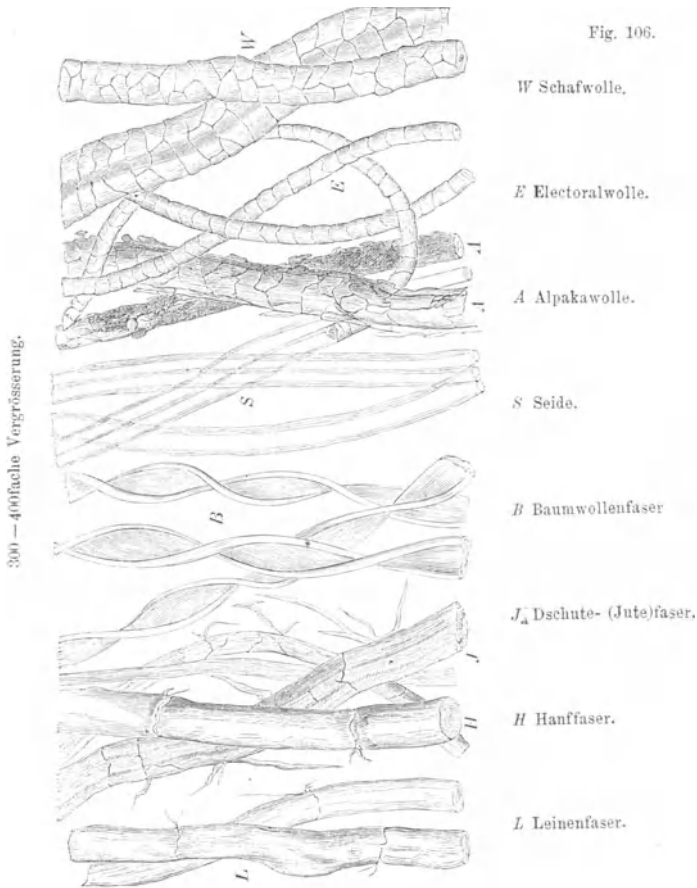 Fig. 106.
W Schafwolle.
E Electoralwolle.
A Alpakawolle.
S Seide.
B Baumwollenfaser
J Dschute- (Jute)faser.
H Hanffaser.
L Leinenfaser.
300—400fache Vergrösserung.
W
E
A
A
S
B
J
H
L